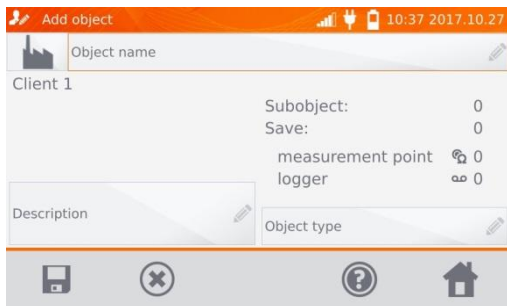 Add object
10:37 2017.10.27
Object name
Client 1
Subobject: 0
Save: 0
measurement point 0
logger 0
Description
Object type